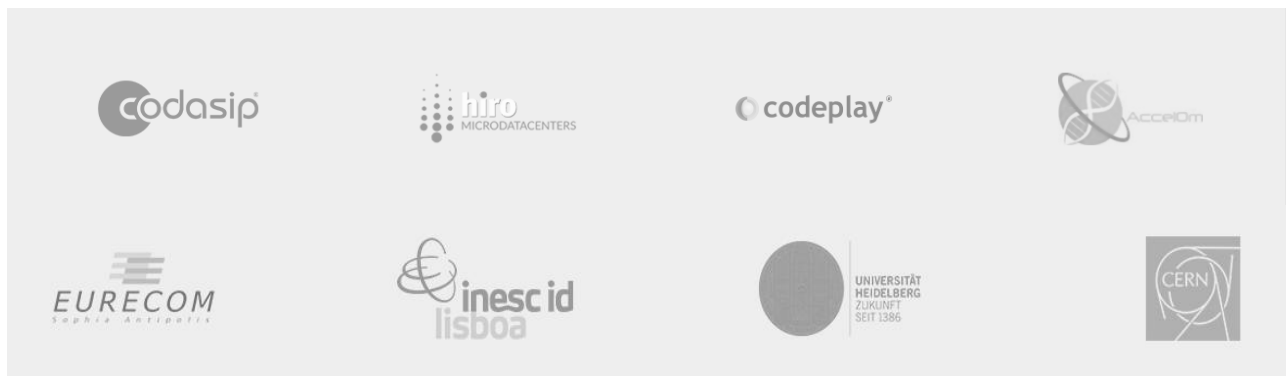 codasip®
hiro
MICRODATACENTERS
codeplay®
AccelOm
EURECOM
Sophia Antipolis
inesc id
lisboa
UNIVERSITÄT
HEIDELBERG
ZUKUNFT
SEIT 1386
CERN